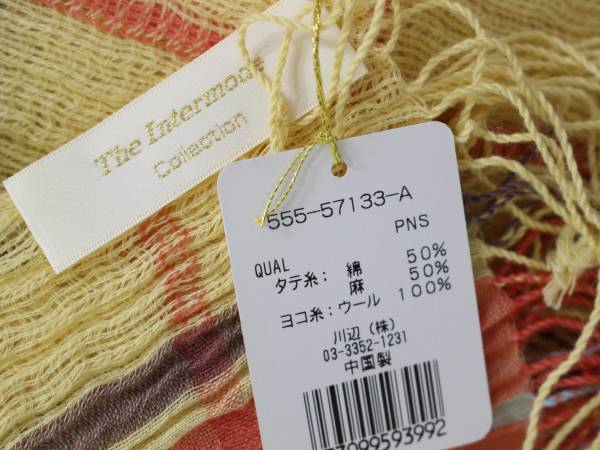 The Intermode
Collection
555-57133-A
PNS
QUAL
タテ糸: 綿 50%
麻 50%
ヨコ糸:ウール 100%
川辺(株)
03-3352-1231
中国製
7099593992